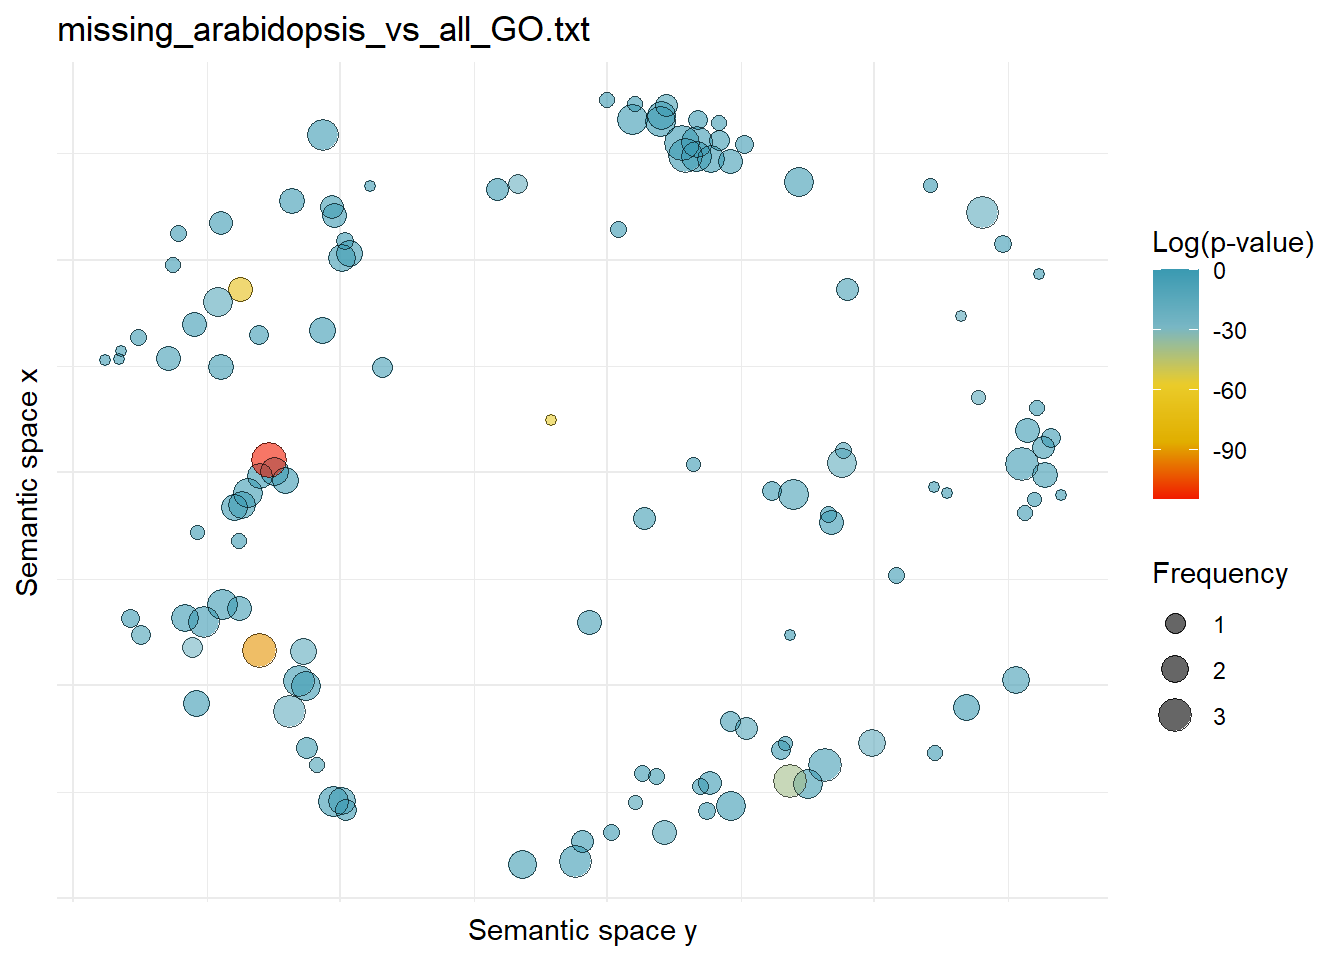 missing_arabidopsis_vs_all_GO.txt
Semantic space x
Semantic space y
Log(p-value)
0
-30
-60
-90
Frequency
1
2
3